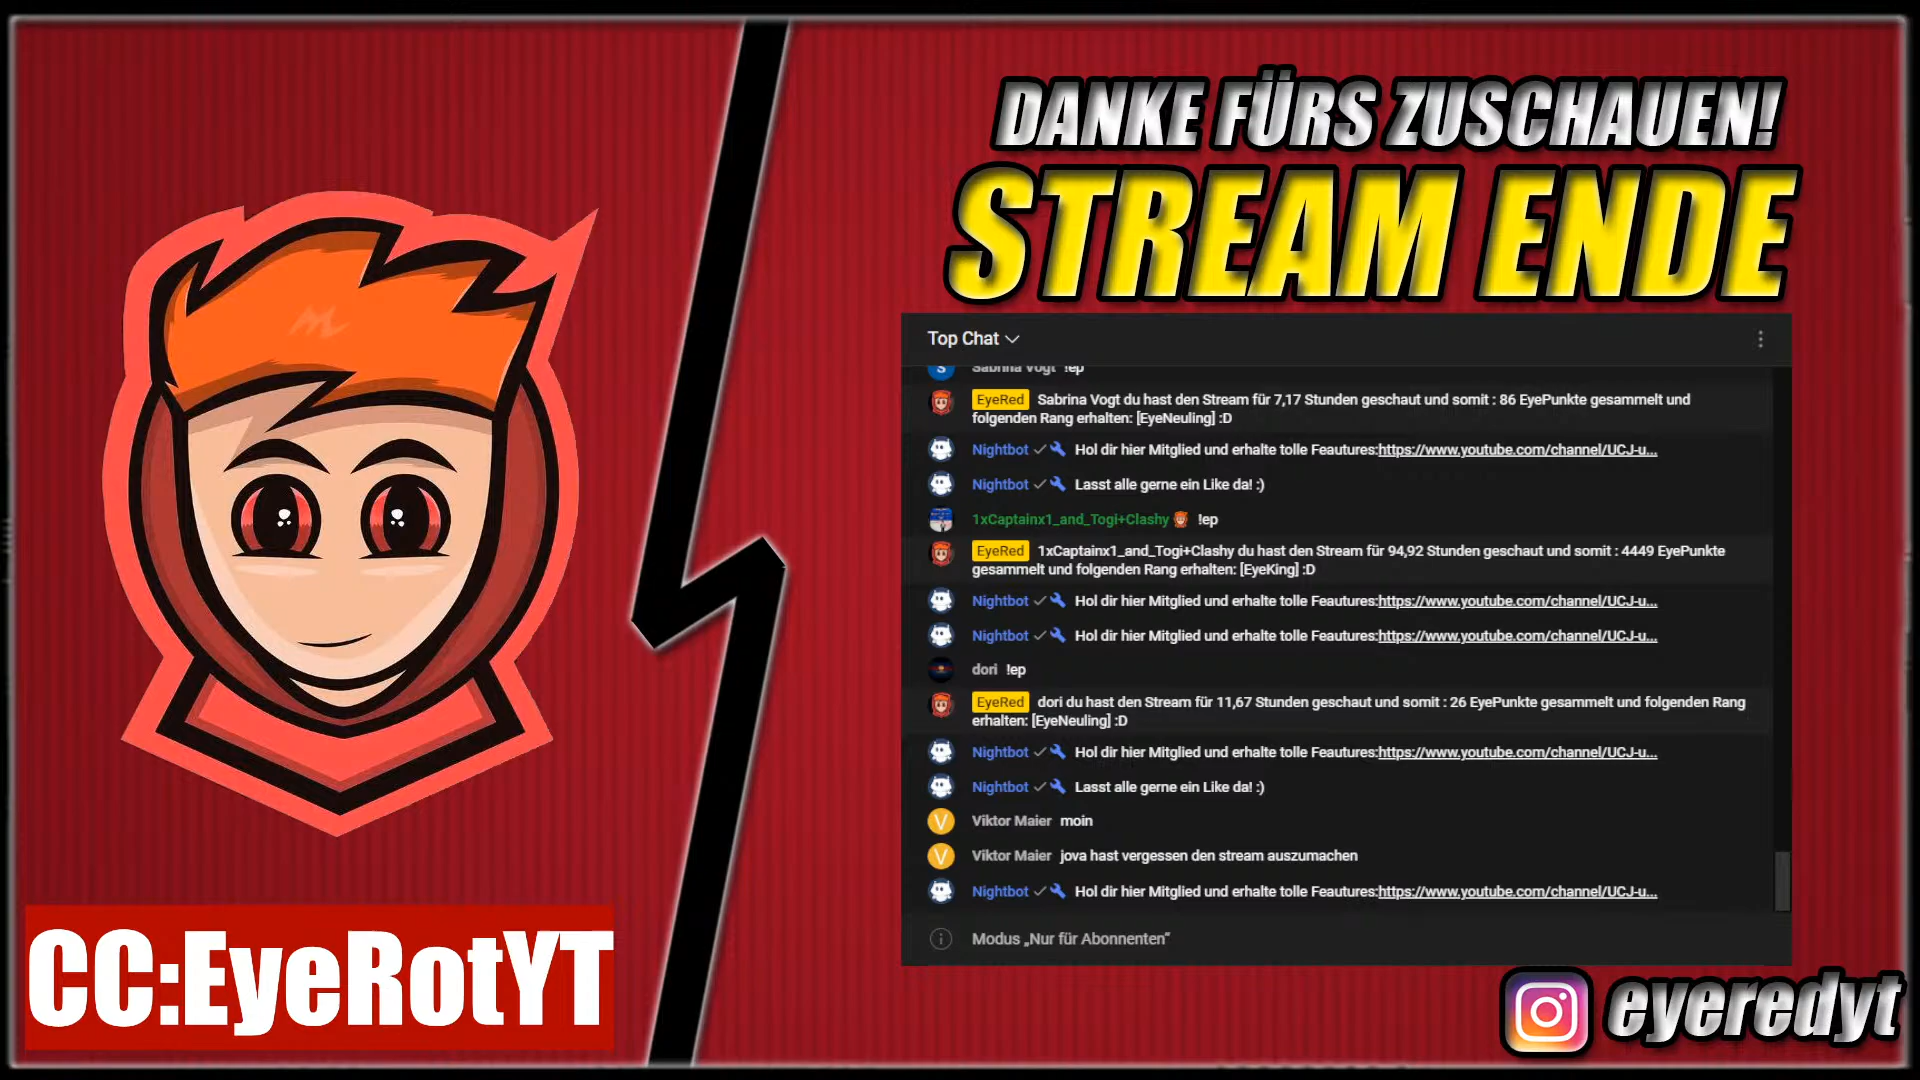 DANKE FÜRS ZUSCHAUEN!
STREAM ENDE
Top Chat
S Sabrina Vogt !ep
EyeRed Sabrina Vogt du hast den Stream für 7,17 Stunden geschaut und somit : 86 EyePunkte gesammelt und
folgenden Rang erhalten: [EyeNeuling] :D
Nightbot Hol dir hier Mitglied und erhalte tolle Feautures:https://www.youtube.com/channel/UCJ-u...
Nightbot Lasst alle gerne ein Like da! :)
1xCaptainx1_and_Togi+Clashy !ep
EyeRed 1xCaptainx1_and_Togi+Clashy du hast den Stream für 94,92 Stunden geschaut und somit : 4449 EyePunkte
gesammelt und folgenden Rang erhalten: [EyeKing] :D
Nightbot Hol dir hier Mitglied und erhalte tolle Feautures:https://www.youtube.com/channel/UCJ-u...
Nightbot Hol dir hier Mitglied und erhalte tolle Feautures:https://www.youtube.com/channel/UCJ-u...
dori !ep
EyeRed dori du hast den Stream für 11,67 Stunden geschaut und somit : 26 EyePunkte gesammelt und folgenden Rang
erhalten: [EyeNeuling] :D
Nightbot Hol dir hier Mitglied und erhalte tolle Feautures:https://www.youtube.com/channel/UCJ-u...
Nightbot Lasst alle gerne ein Like da! :)
V Viktor Maier moin
V Viktor Maier jova hast vergessen den stream auszumachen
Nightbot Hol dir hier Mitglied und erhalte tolle Feautures:https://www.youtube.com/channel/UCJ-u...
Modus „Nur für Abonnenten“
CC:EyeRotYT
eyeredyt